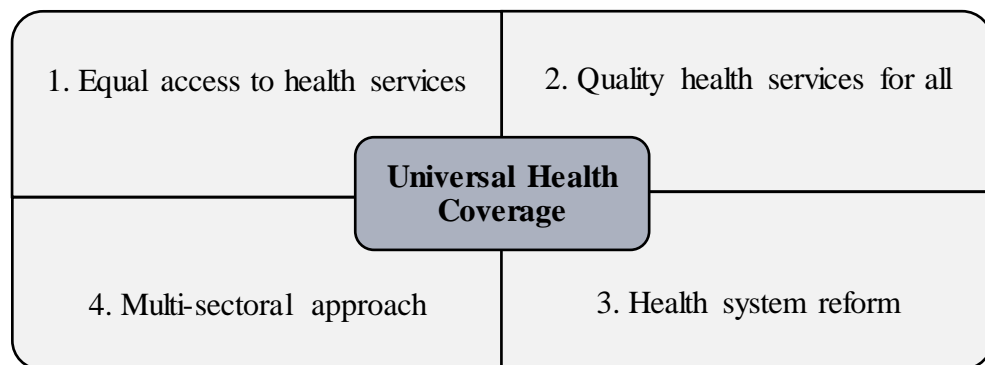 1. Equal access to health services
2. Quality health services for all
Universal Health
Coverage
4. Multi-sectoral approach
3. Health system reform